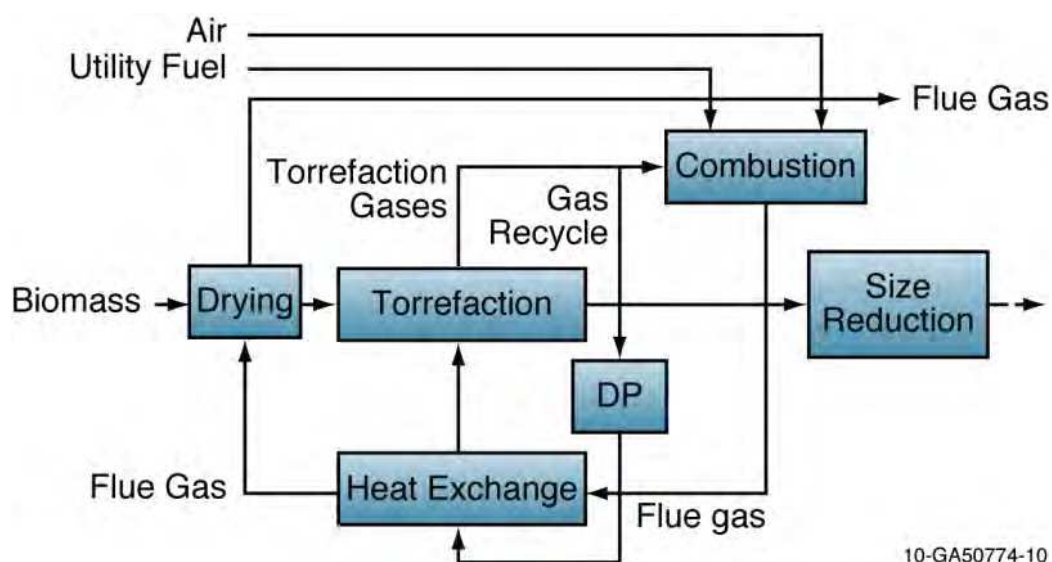 Air
Utility Fuel
Flue Gas
Combustion
Torrefaction
Gases
Gas
Recycle
Biomass
Drying
Torrefaction
Size
Reduction
DP
Flue Gas
Heat Exchange
Flue gas
10-GA50774-10